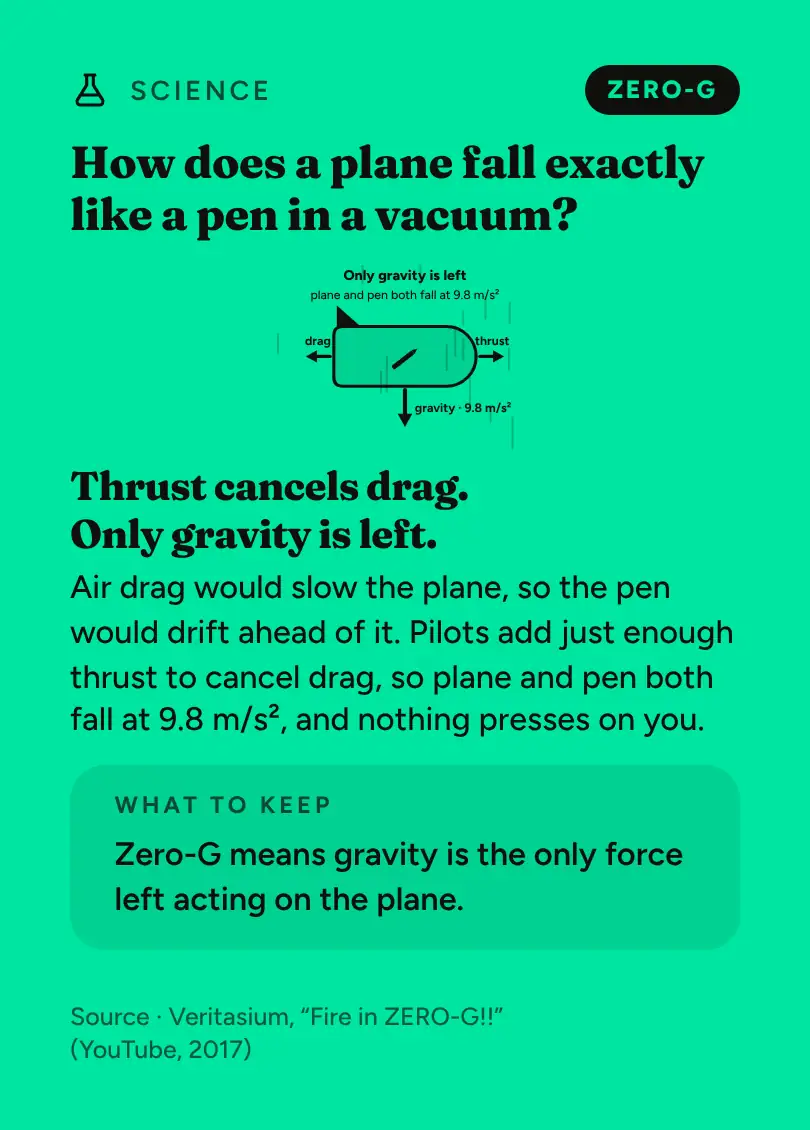 SCIENCE
ZERO-G
How does a plane fall exactly
like a pen in a vacuum?
Only gravity is left
plane and pen both fall at 9.8 m/s²
drag
thrust
gravity · 9.8 m/s²
Thrust cancels drag.
Only gravity is left.
Air drag would slow the plane, so the pen
would drift ahead of it. Pilots add just enough
thrust to cancel drag, so plane and pen both
fall at 9.8 m/s², and nothing presses on you.
WHAT TO KEEP
Zero-G means gravity is the only force
left acting on the plane.
Source · Veritasium, “Fire in ZERO-G!!”
(YouTube, 2017)